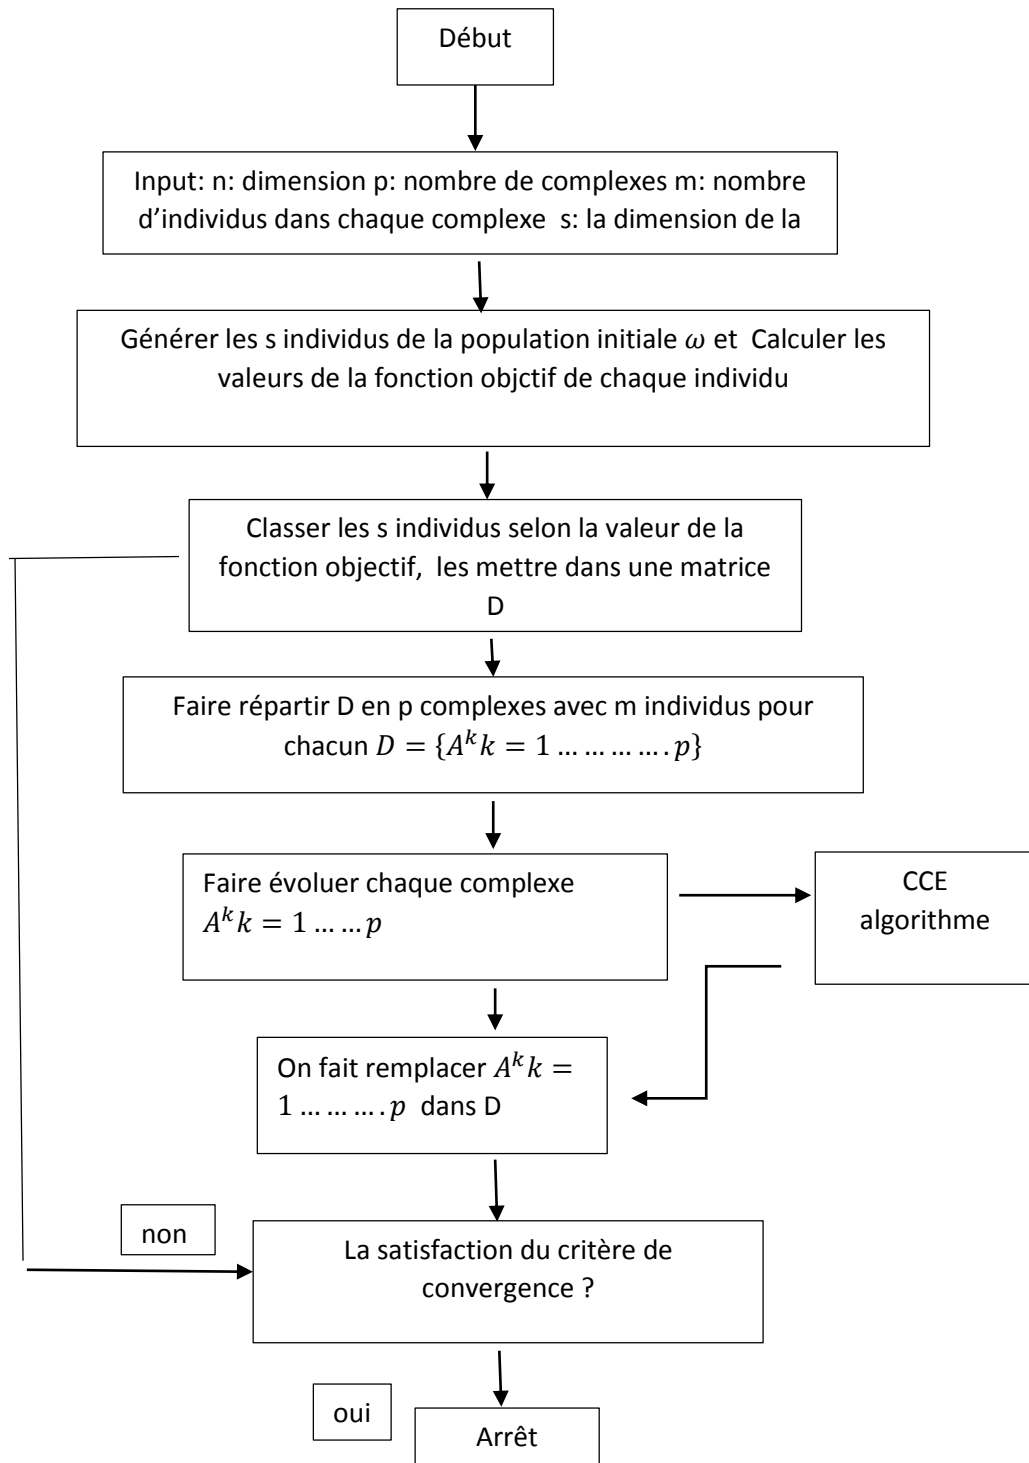 Début
Input: n: dimension p: nombre de complexes m: nombre
d’individus dans chaque complexe s: la dimension de la
Générer les s individus de la population initiale ω et Calculer les
valeurs de la fonction objctif de chaque individu
Classer les s individus selon la valeur de la
fonction objectif, les mettre dans une matrice
D
Faire répartir D en p complexes avec m individus pour
chacun D = {Aᵏk = 1 … … … … . p}
Faire évoluer chaque complexe
Aᵏk = 1 … … p
CCE
algorithme
On fait remplacer Aᵏk =
1 … … … . p dans D
non
La satisfaction du critère de
convergence ?
oui
Arrêt